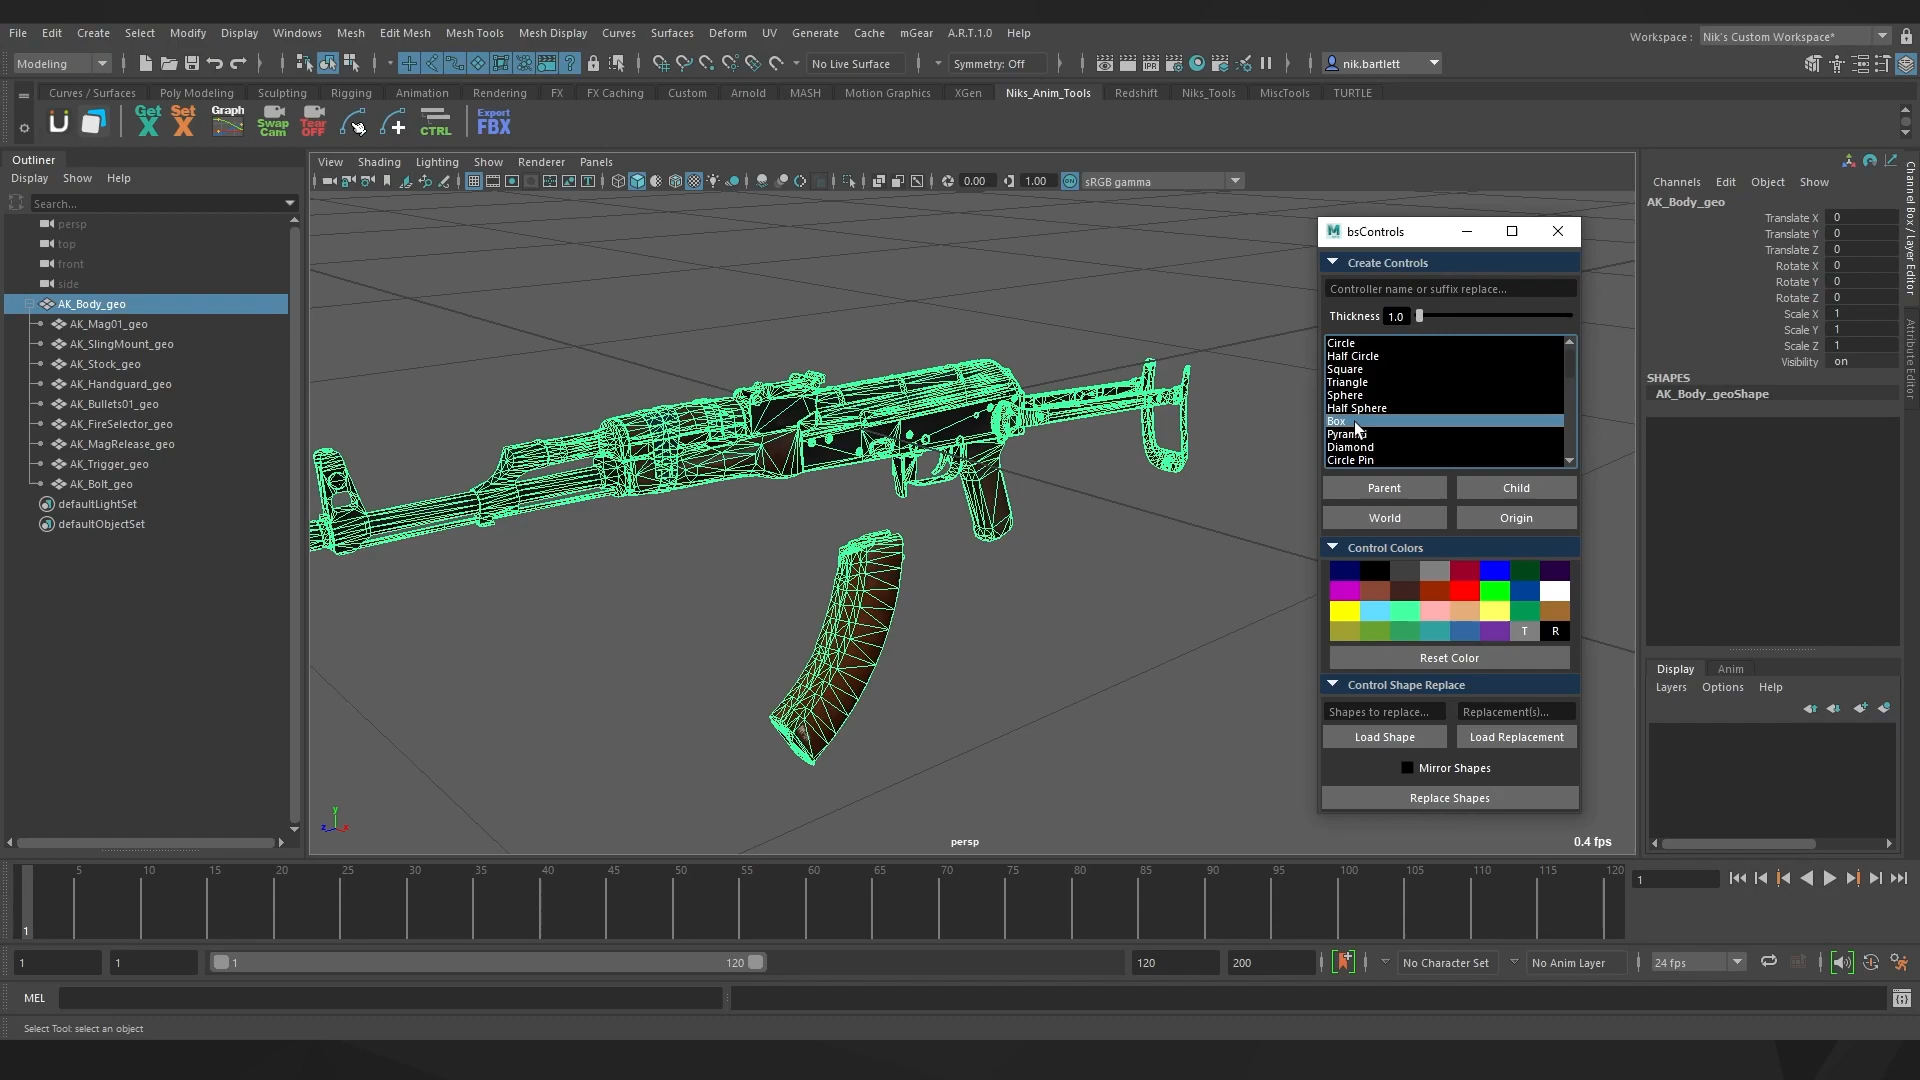 File Edit Create Select Modify Display Windows Mesh Edit Mesh Mesh Tools Mesh Display Curves Surfaces Deform UV Generate Cache mGear A.R.T.1.0 Help
Workspace : Nik's Custom Workspace*
Modeling No Live Surface Symmetry: Off nik.bartlett
Curves / Surfaces Poly Modeling Sculpting Rigging Animation Rendering FX FX Caching Custom Arnold MASH Motion Graphics XGen Niks_Anim_Tools Redshift Niks_Tools MiscTools TURTLE
Get X Set X Graph Swap Cam Tear OFF CTRL Export FBX
Outliner
Display Show Help
Search...
persp
top
front
side
AK_Body_geo
AK_Mag01_geo
AK_SlingMount_geo
AK_Stock_geo
AK_Handguard_geo
AK_Bullets01_geo
AK_FireSelector_geo
AK_MagRelease_geo
AK_Trigger_geo
AK_Bolt_geo
defaultLightSet
defaultObjectSet
View Shading Lighting Show Renderer Panels
0.00 1.00 sRGB gamma
y
z x
persp
0.4 fps
bsControls
Create Controls
Controller name or suffix replace...
Thickness 1.0
Circle
Half Circle
Square
Triangle
Sphere
Half Sphere
Box
Pyramid
Diamond
Circle Pin
Parent Child
World Origin
Control Colors
T R
Reset Color
Control Shape Replace
Shapes to replace... Replacement(s)...
Load Shape Load Replacement
Mirror Shapes
Replace Shapes
Channels Edit Object Show
AK_Body_geo
Translate X 0
Translate Y 0
Translate Z 0
Rotate X 0
Rotate Y 0
Rotate Z 0
Scale X 1
Scale Y 1
Scale Z 1
Visibility on
SHAPES
AK_Body_geoShape
Channel Box / Layer Editor
Attribute Editor
Display Anim
Layers Options Help
5 10 15 20 25 30 35 40 45 50 55 60 65 70 75 80 85 90 95 100 105 110 115 120
1
1
1 1 1 120 120 200 No Character Set No Anim Layer 24 fps
MEL
Select Tool: select an object